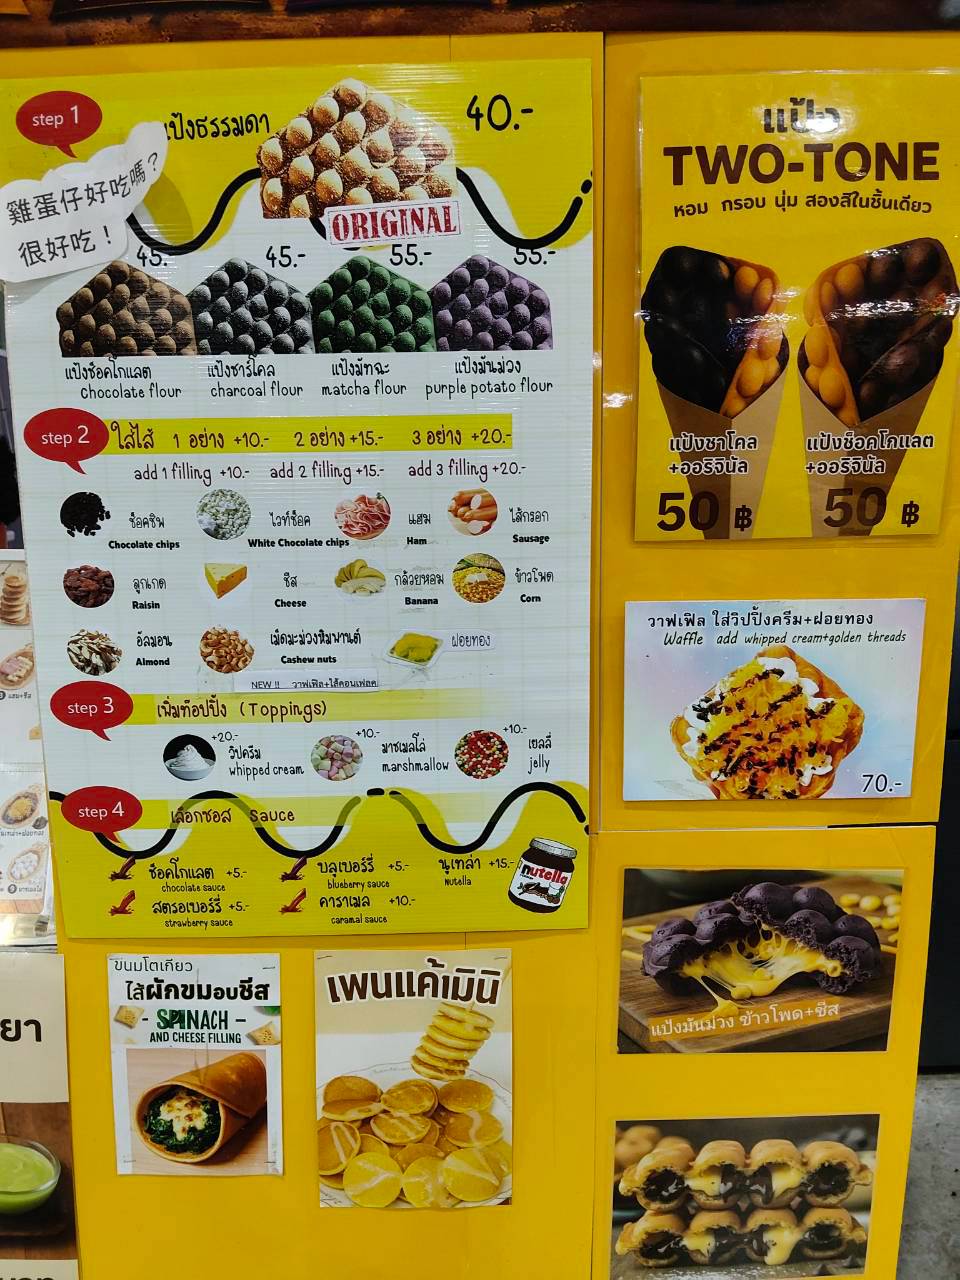 step 1
แป้งธรรมดา
40.-
雞蛋仔好吃嗎？
很好吃！
ORIGINAL
45.-
45.-
55.-
55.-
แป้งช็อคโกแลต
Chocolate flour
แป้งชาร์โคล
charcoal flour
แป้งมัทฉะ
matcha flour
แป้งมันม่วง
purple potato flour
step 2
ใส่ไส้ 1 อย่าง +10.- 2 อย่าง +15.- 3 อย่าง +20.-
add 1 filling +10.- add 2 filling +15.- add 3 filling +20.-
ช็อคชิพ
Chocolate chips
ไวท์ช็อค
White Chocolate chips
แฮม
Ham
ไส้กรอก
Sausage
ลูกเกด
Raisin
ชีส
Cheese
กล้วยหอม
Banana
ข้าวโพด
Corn
อัลมอน
Almond
เม็ดมะม่วงหิมพานต์
Cashew nuts
ฝอยทอง
NEW !! วาฟเฟิล+ไส้คอนเฟลค
step 3
เพิ่มท๊อปปิ้ง (Toppings)
+20.-
วิปครีม
whipped cream
+10.-
มาชเมลโล่
marshmallow
+10.-
เยลลี่
jelly
step 4
เลือกซอส Sauce
ช็อคโกแลต +5.-
chocolate sauce
บลูเบอร์รี่ +5.-
blueberry sauce
นูเทล่า +15.-
Nutella
สตรอเบอร์รี่ +5.-
strawberry sauce
คาราเมล +10.-
caramal sauce
nutella
แป้ง
TWO-TONE
หอม กรอบ นุ่ม สองสีในชิ้นเดียว
แป้งชาโคล
+ออริจินัล
50 ฿
แป้งช็อคโกแลต
+ออริจินัล
50 ฿
วาฟเฟิล ใส่วิปปิ้งครีม+ฝอยทอง
Waffle add whipped cream+golden threads
70.-
แป้งมันม่วง ข้าวโพด+ชีส
ขนมโตเกียว
ไส้ผักขมอบชีส
- SPINACH -
AND CHEESE FILLING
เพนแค้เมินิ
ยา